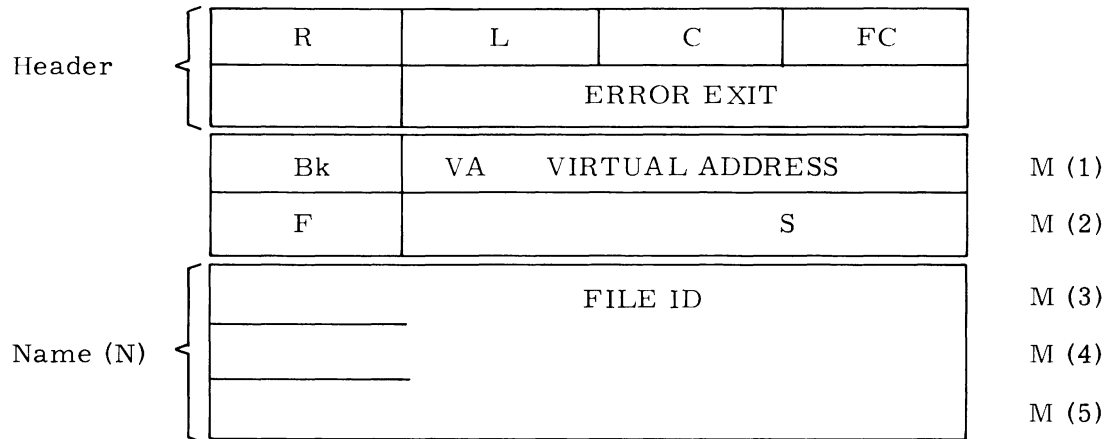 R L C FC
Header
ERROR EXIT
Bk VA VIRTUAL ADDRESS M (1)
F S M (2)
FILE ID M (3)
Name (N) M (4)
M (5)